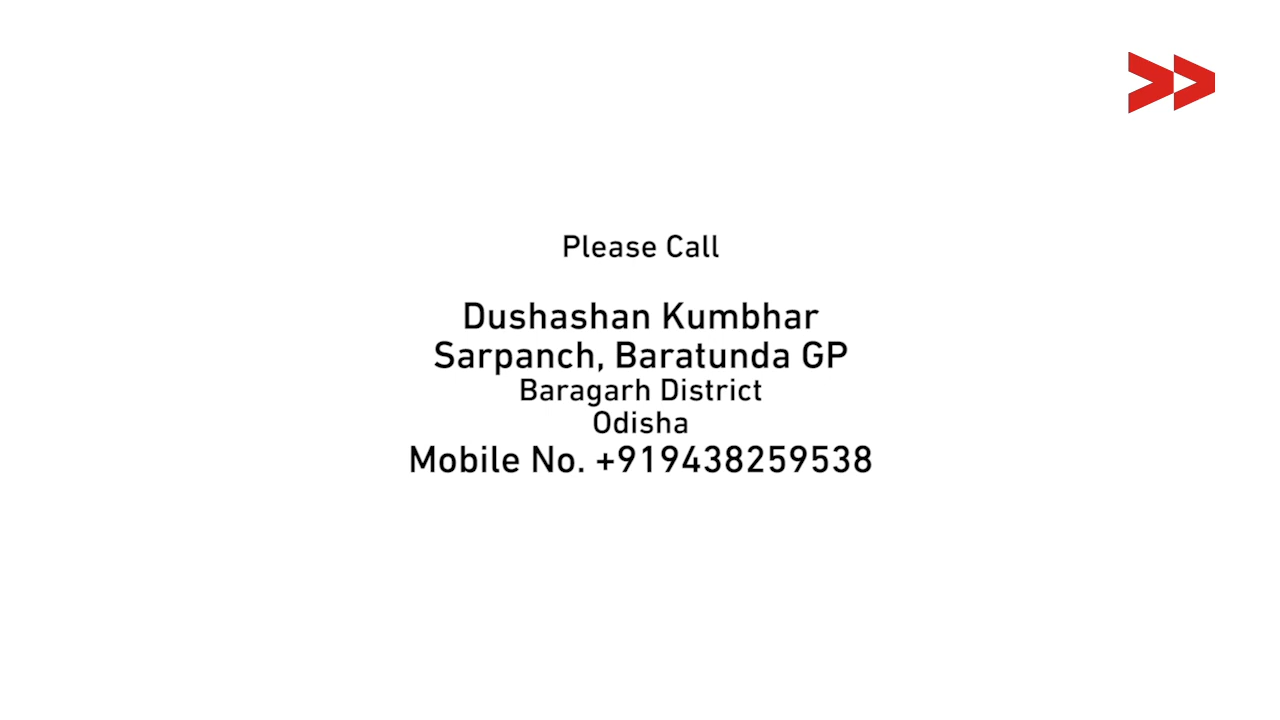 Please Call
Dushashan Kumbhar
Sarpanch, Baratunda GP
Baragarh District
Odisha
Mobile No. +919438259538